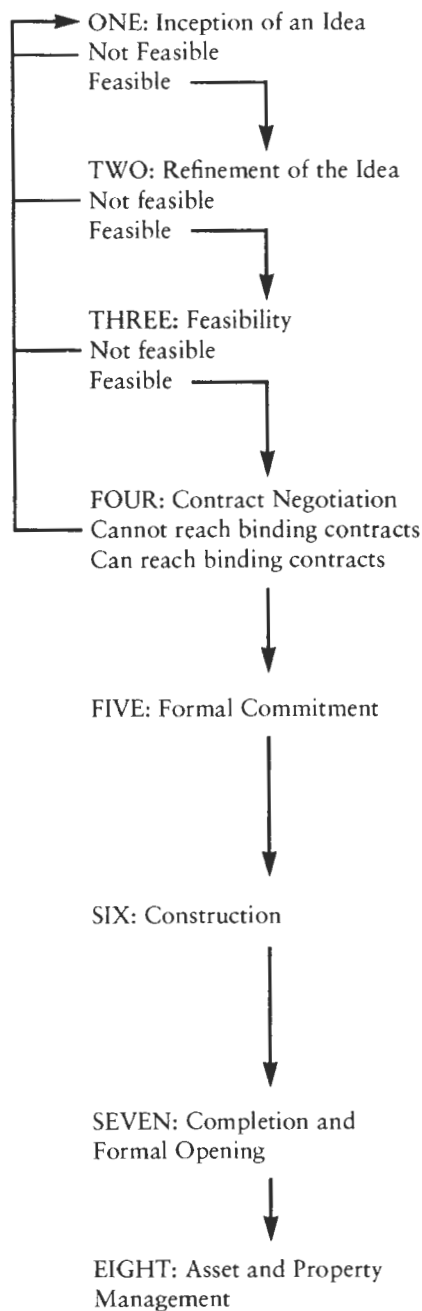 ONE: Inception of an Idea
Not Feasible
Feasible
TWO: Refinement of the Idea
Not feasible
Feasible
THREE: Feasibility
Not feasible
Feasible
FOUR: Contract Negotiation
Cannot reach binding contracts
Can reach binding contracts
FIVE: Formal Commitment
SIX: Construction
SEVEN: Completion and
Formal Opening
EIGHT: Asset and Property
Management